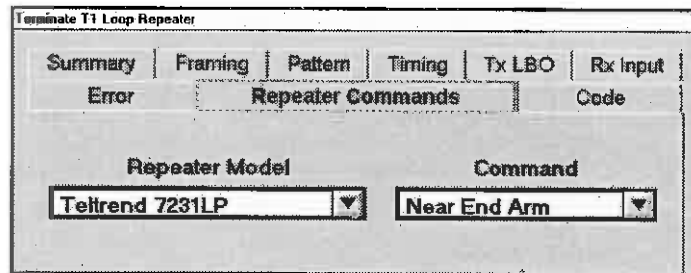 Terminate T1 Loop Repeater
Summary Framing Pattern Timing Tx LBO Rx Input
Error Repeater Commands Code
Repeater Model Command
Teltrend 7231LP Near End Arm